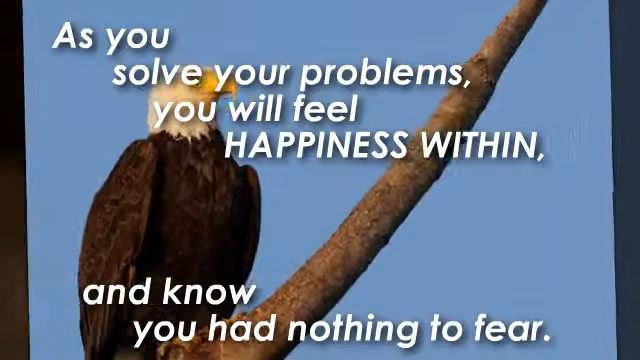 As you
solve your problems,
you will feel
HAPPINESS WITHIN,
and know
you had nothing to fear.